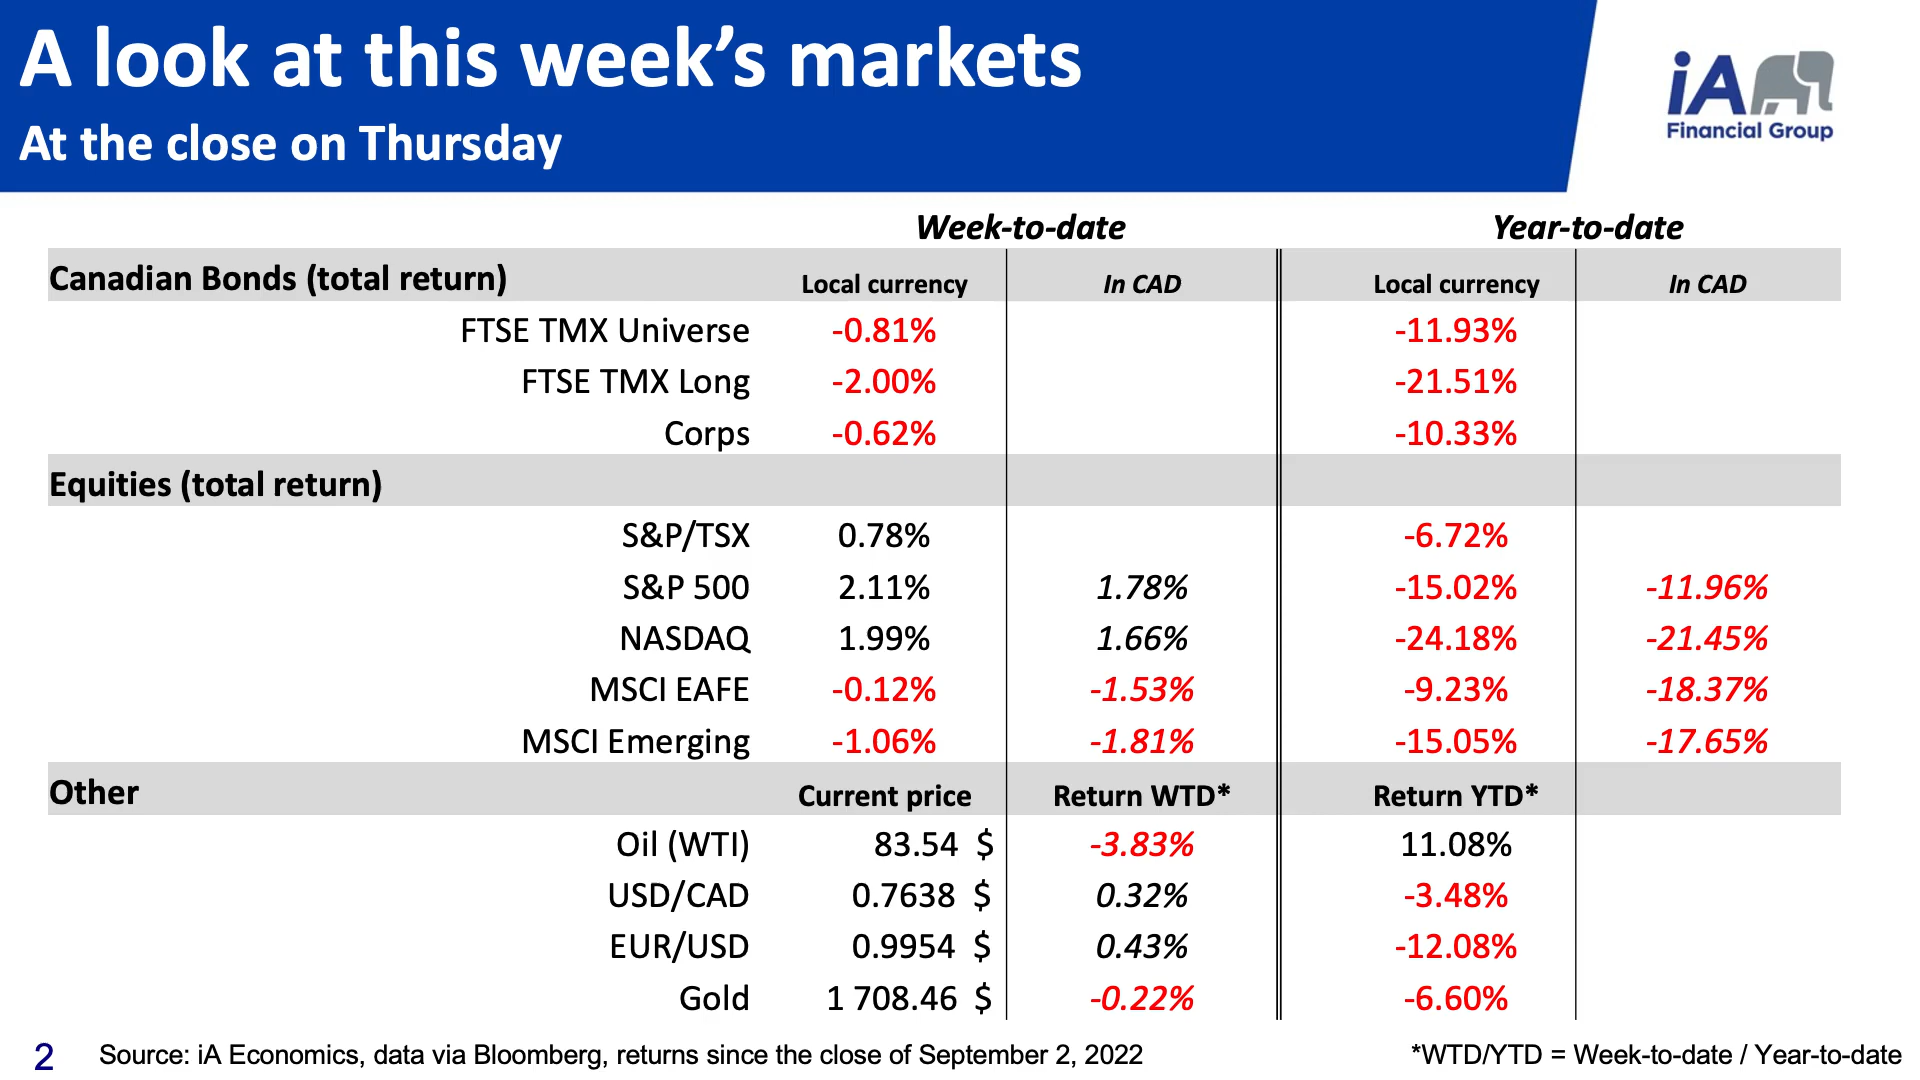 A look at this week’s markets
At the close on Thursday
iA
Financial Group
Week-to-date Year-to-date
Canadian Bonds (total return) Local currency In CAD Local currency In CAD
FTSE TMX Universe -0.81% -11.93%
FTSE TMX Long -2.00% -21.51%
Corps -0.62% -10.33%
Equities (total return)
S&P/TSX 0.78% -6.72%
S&P 500 2.11% 1.78% -15.02% -11.96%
NASDAQ 1.99% 1.66% -24.18% -21.45%
MSCI EAFE -0.12% -1.53% -9.23% -18.37%
MSCI Emerging -1.06% -1.81% -15.05% -17.65%
Other Current price Return WTD* Return YTD*
Oil (WTI) 83.54 $ -3.83% 11.08%
USD/CAD 0.7638 $ 0.32% -3.48%
EUR/USD 0.9954 $ 0.43% -12.08%
Gold 1 708.46 $ -0.22% -6.60%
2 Source: iA Economics, data via Bloomberg, returns since the close of September 2, 2022 *WTD/YTD = Week-to-date / Year-to-date